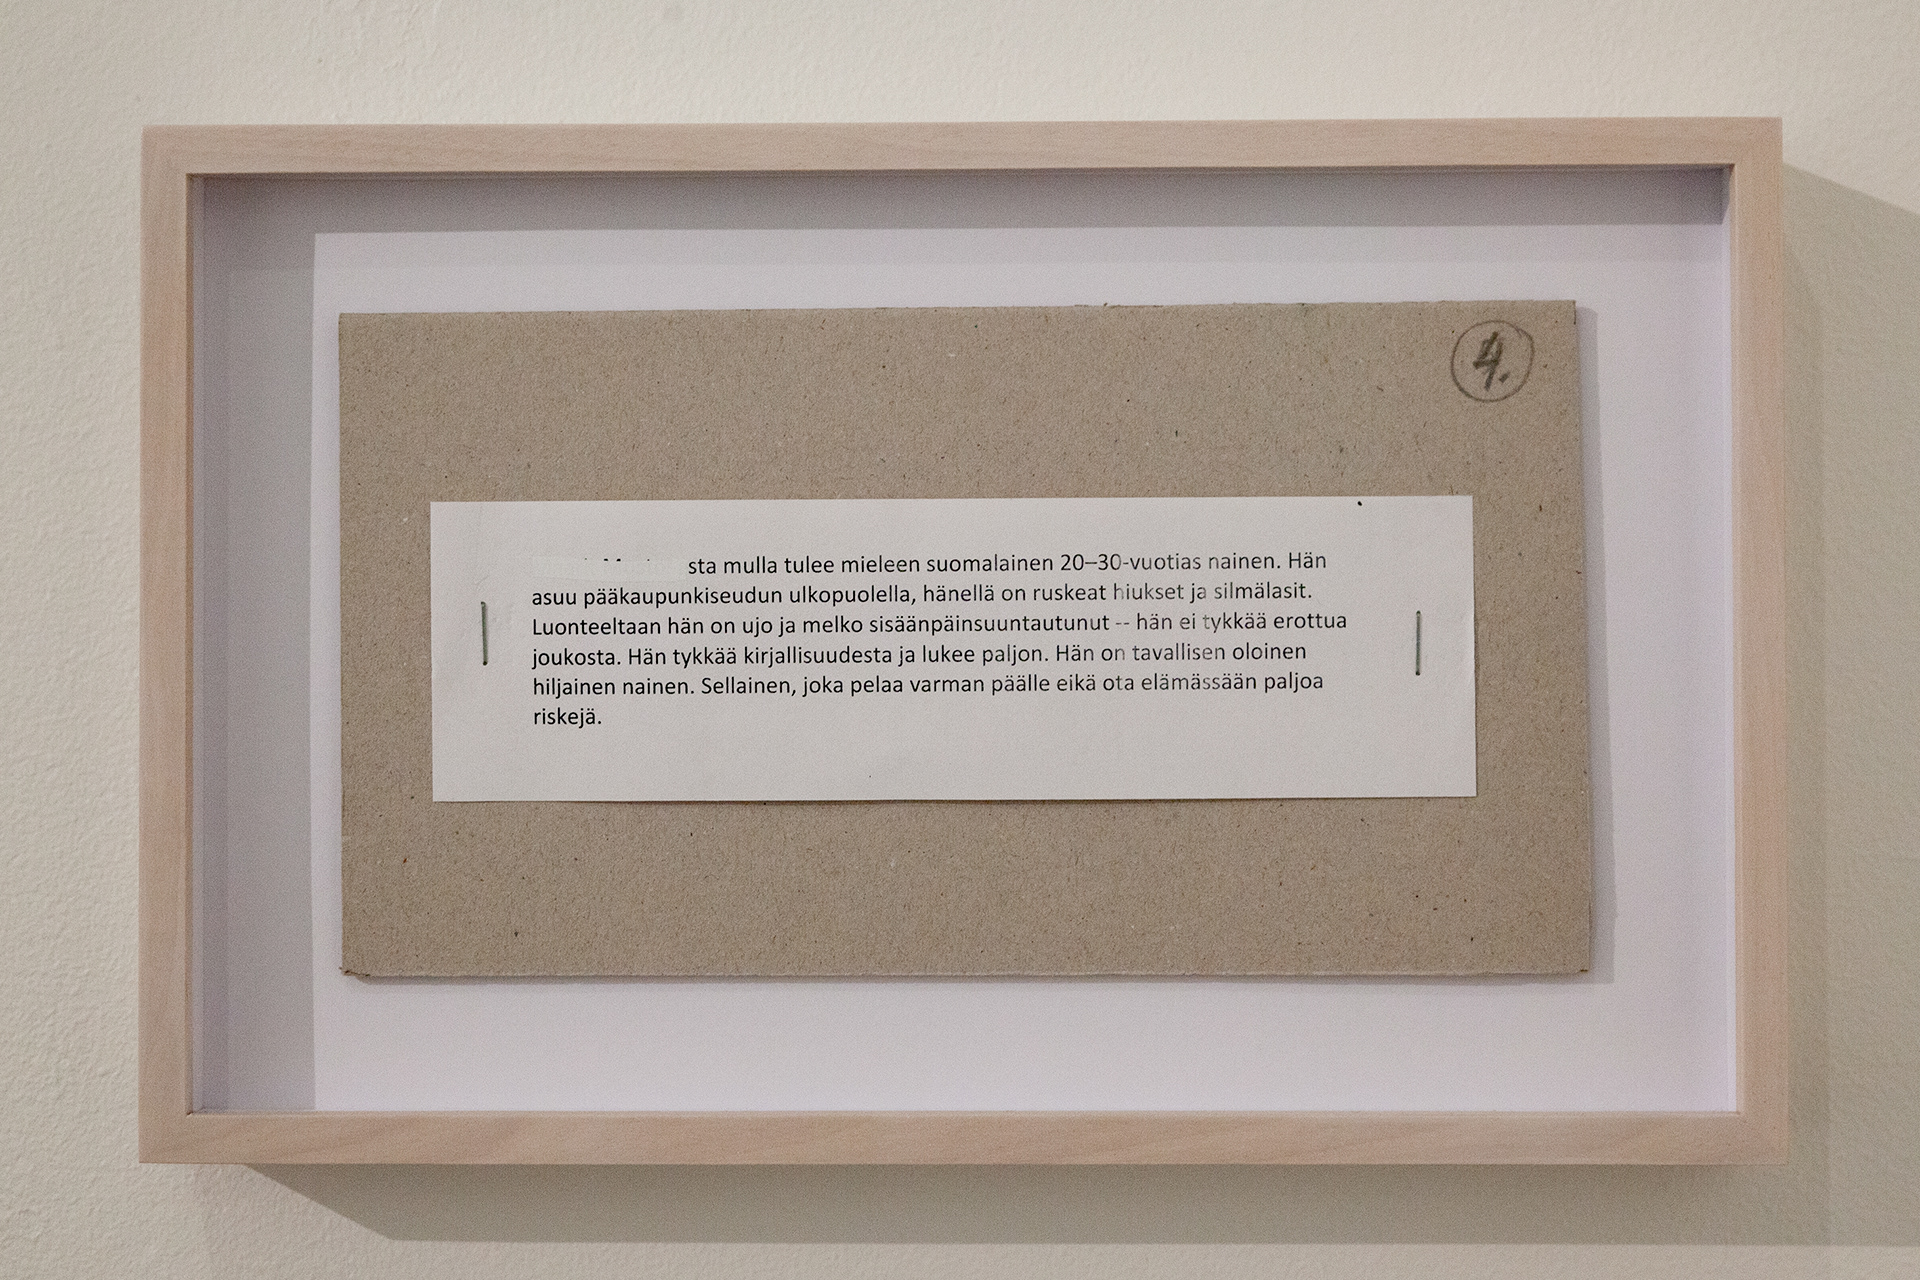 4.
sta mulla tulee mieleen suomalainen 20–30-vuotias nainen. Hän
asuu pääkaupunkiseudun ulkopuolella, hänellä on ruskeat hiukset ja silmälasit.
Luonteeltaan hän on ujo ja melko sisäänpäinsuuntautunut -- hän ei tykkää erottua
joukosta. Hän tykkää kirjallisuudesta ja lukee paljon. Hän on tavallisen oloinen
hiljainen nainen. Sellainen, joka pelaa varman päälle eikä ota elämässään paljoa
riskejä.